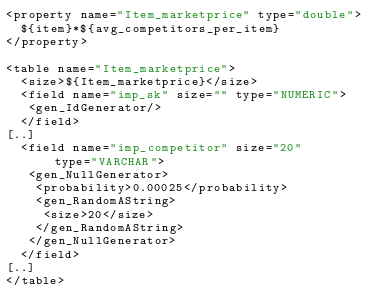 <property name="Item_marketprice" type="double">
  ${item}*${avg_competitors_per_item}
</property>

<table name="Item_marketprice">
  <size>${Item_marketprice}</size>
  <field name="imp_sk" size="" type="NUMERIC">
   <gen_IdGenerator/>
  </field>
[..]
  <field name="imp_competitor" size="20"
      type="VARCHAR">
   <gen_NullGenerator>
    <probability>0.00025</probability>
    <gen_RandomAString>
     <size>20</size>
    </gen_RandomAString>
   </gen_NullGenerator>
  </field>
[..]
</table>